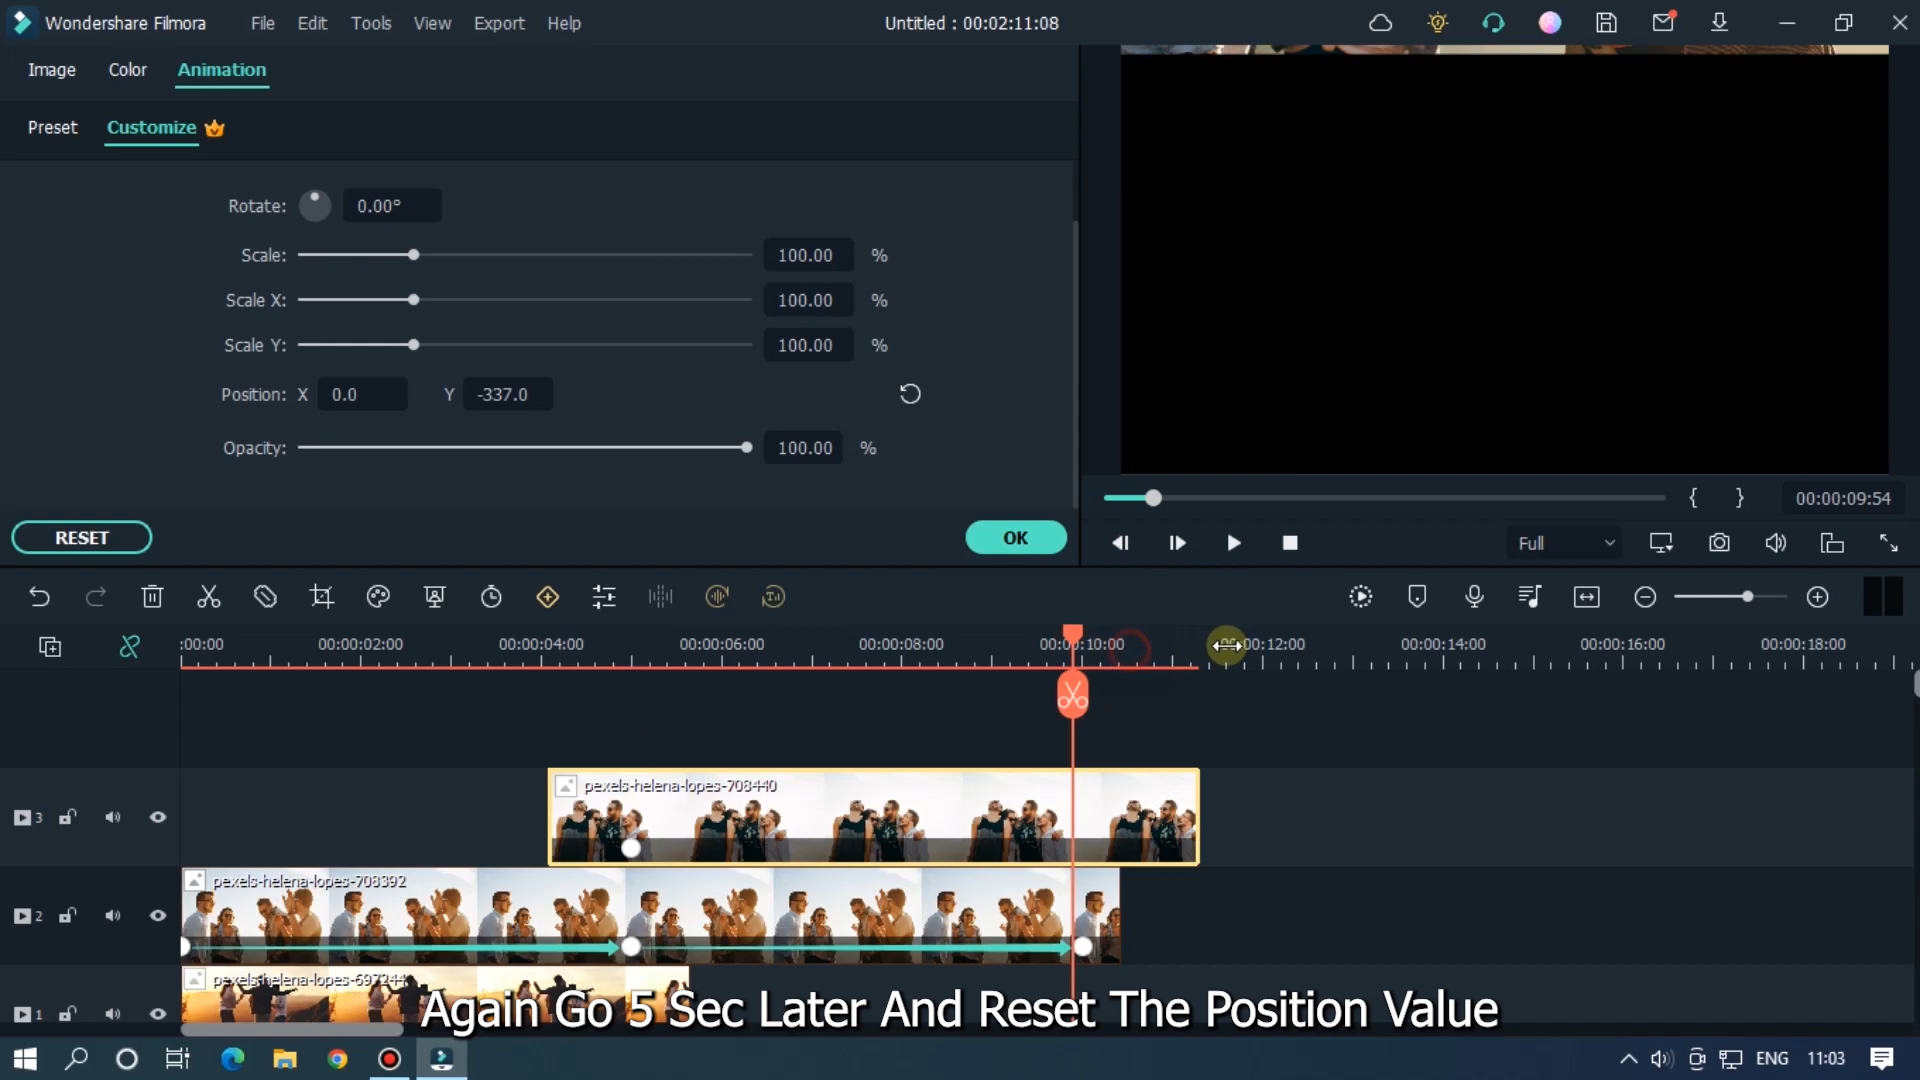 Wondershare Filmora
File
Edit
Tools
View
Export
Help
Untitled : 00:02:11:08
Image
Color
Animation
Preset
Customize
Rotate:
0.00°
Scale:
100.00
%
Scale X:
100.00
%
Scale Y:
100.00
%
Position:
X
0.0
Y
-337.0
Opacity:
100.00
%
RESET
OK
{
}
00:00:09:54
Full
:00:00
00:00:02:00
00:00:04:00
00:00:06:00
00:00:08:00
00:00:10:00
00:12:00
00:00:14:00
00:00:16:00
00:00:18:00
3
pexels-helena-lopes-708440
2
pexels-helena-lopes-708392
1
pexels-helena-lopes-697244
Again Go 5 Sec Later And Reset The Position Value
ENG
11:03